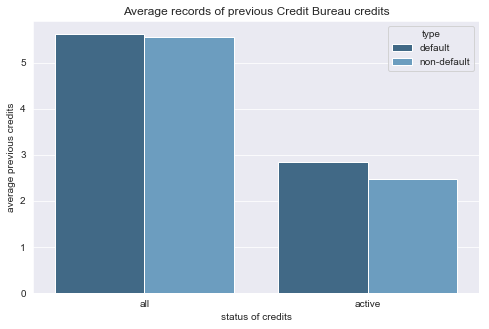 Average records of previous Credit Bureau credits
type
default
non-default
average previous credits
5
4
3
2
1
0
all
active
status of credits